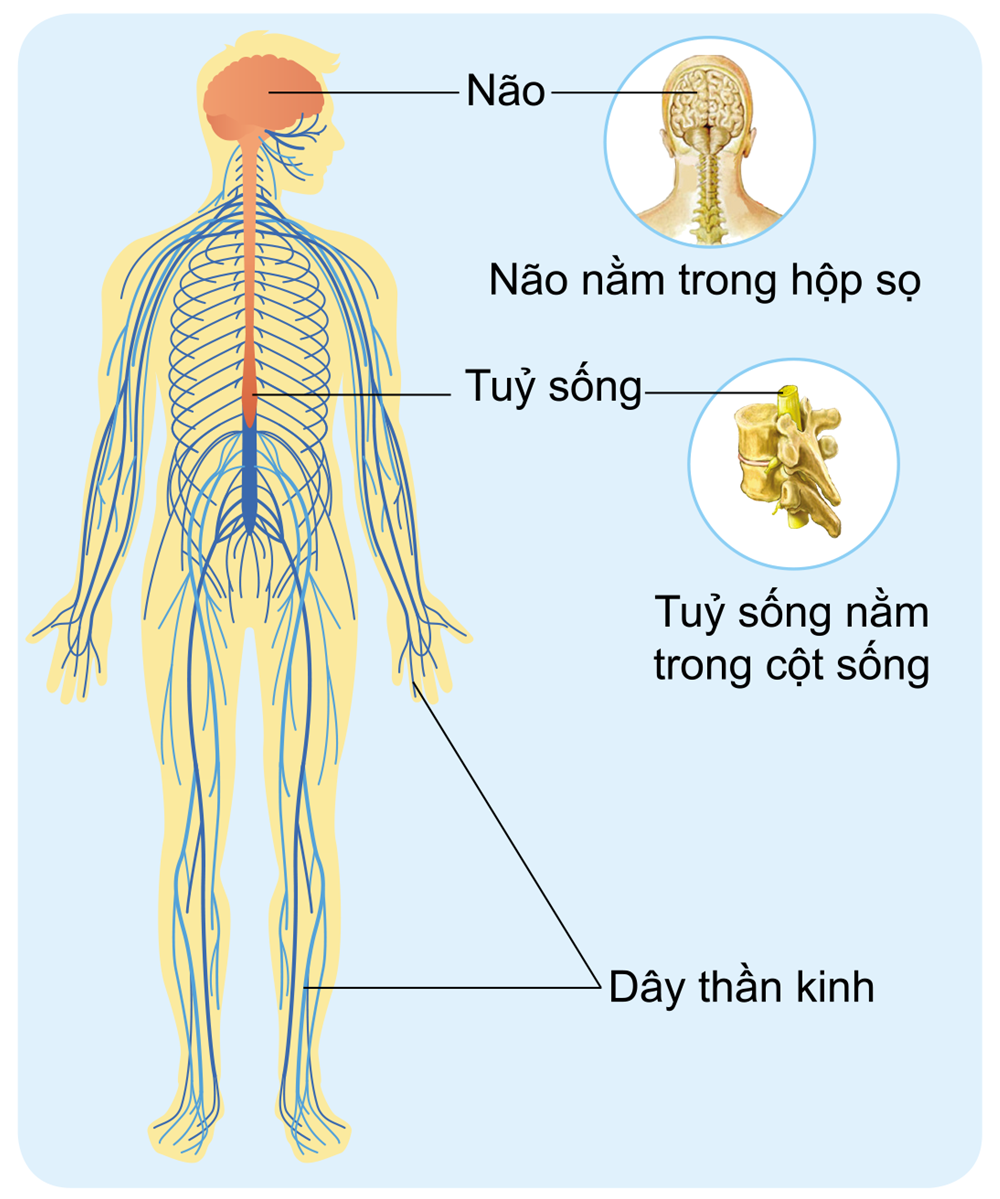 Não
Não nằm trong hộp sọ
Tuỷ sống
Tuỷ sống nằm
trong cột sống
Dây thần kinh